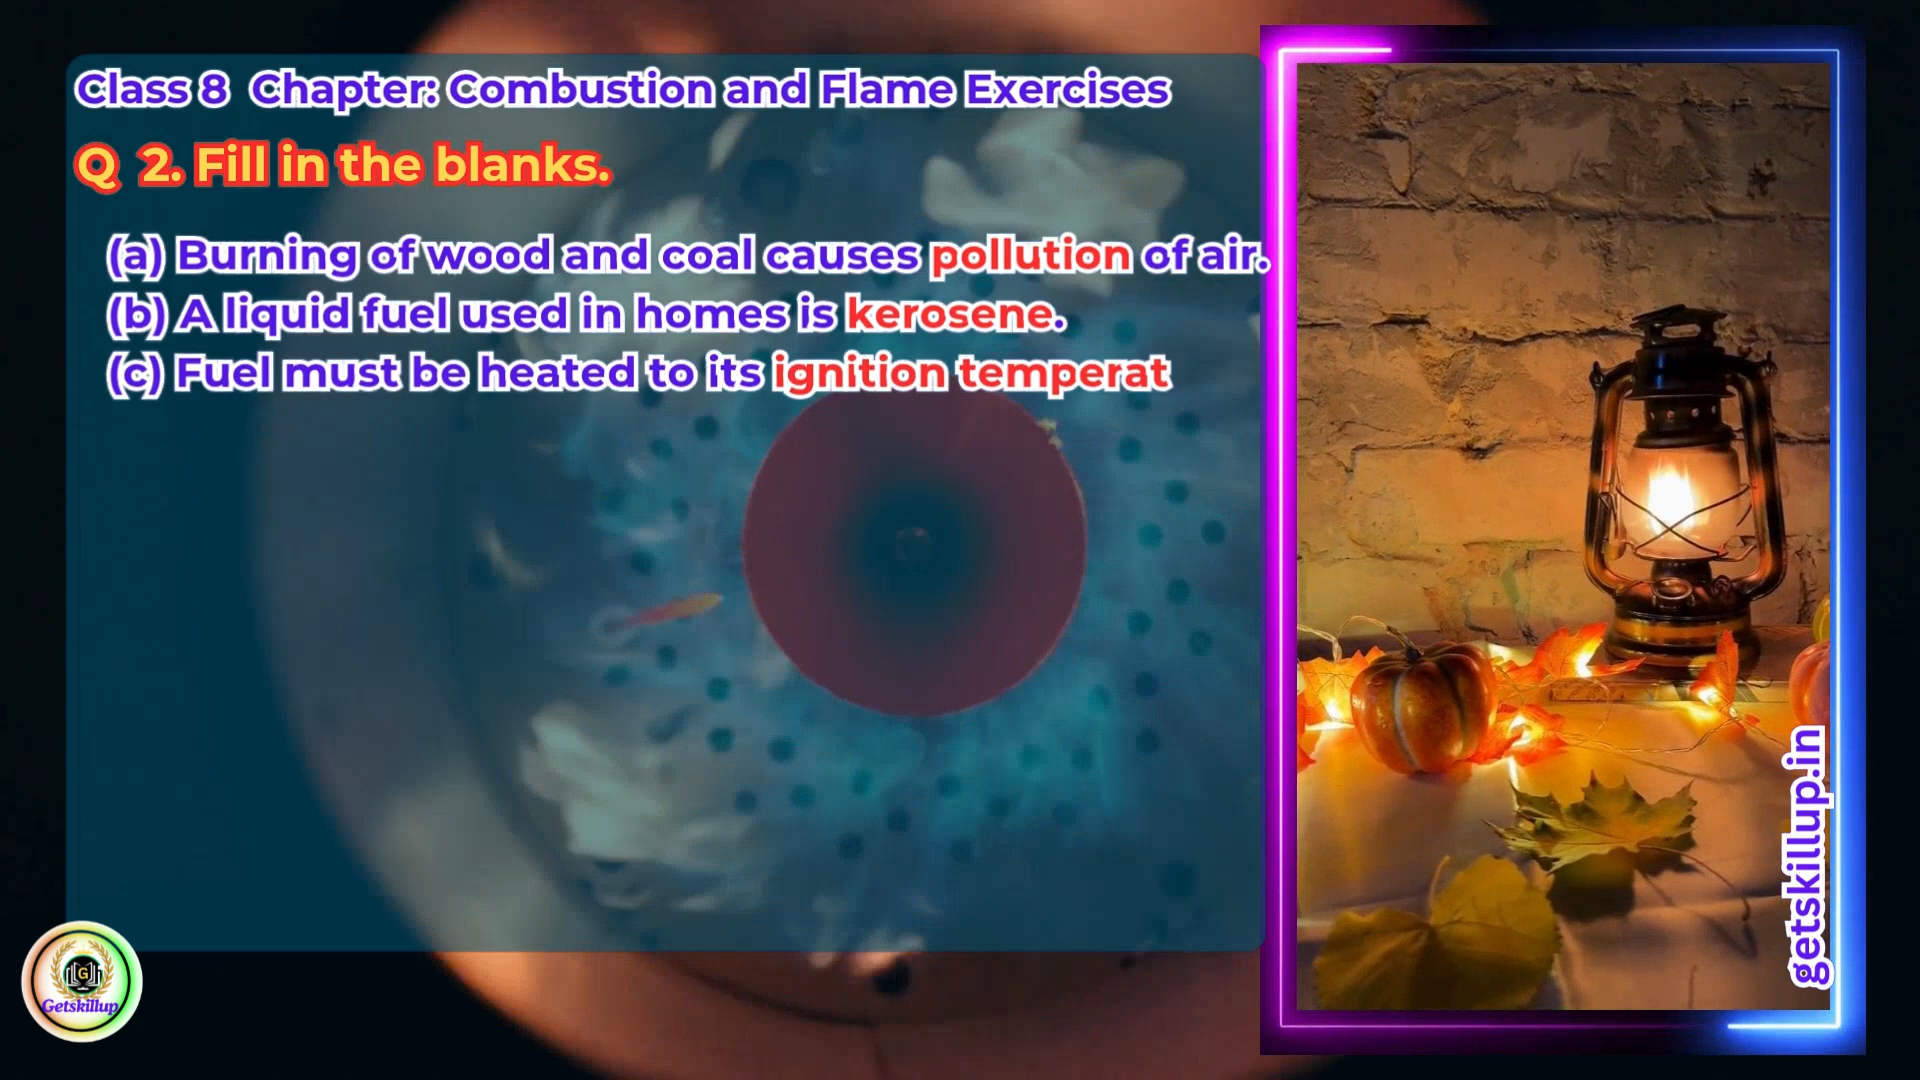 Class 8 Chapter: Combustion and Flame Exercises
Q 2. Fill in the blanks.
(a) Burning of wood and coal causes pollution of air.
(b) A liquid fuel used in homes is kerosene.
(c) Fuel must be heated to its ignition temperat
getskillup.in
G
Getskillup